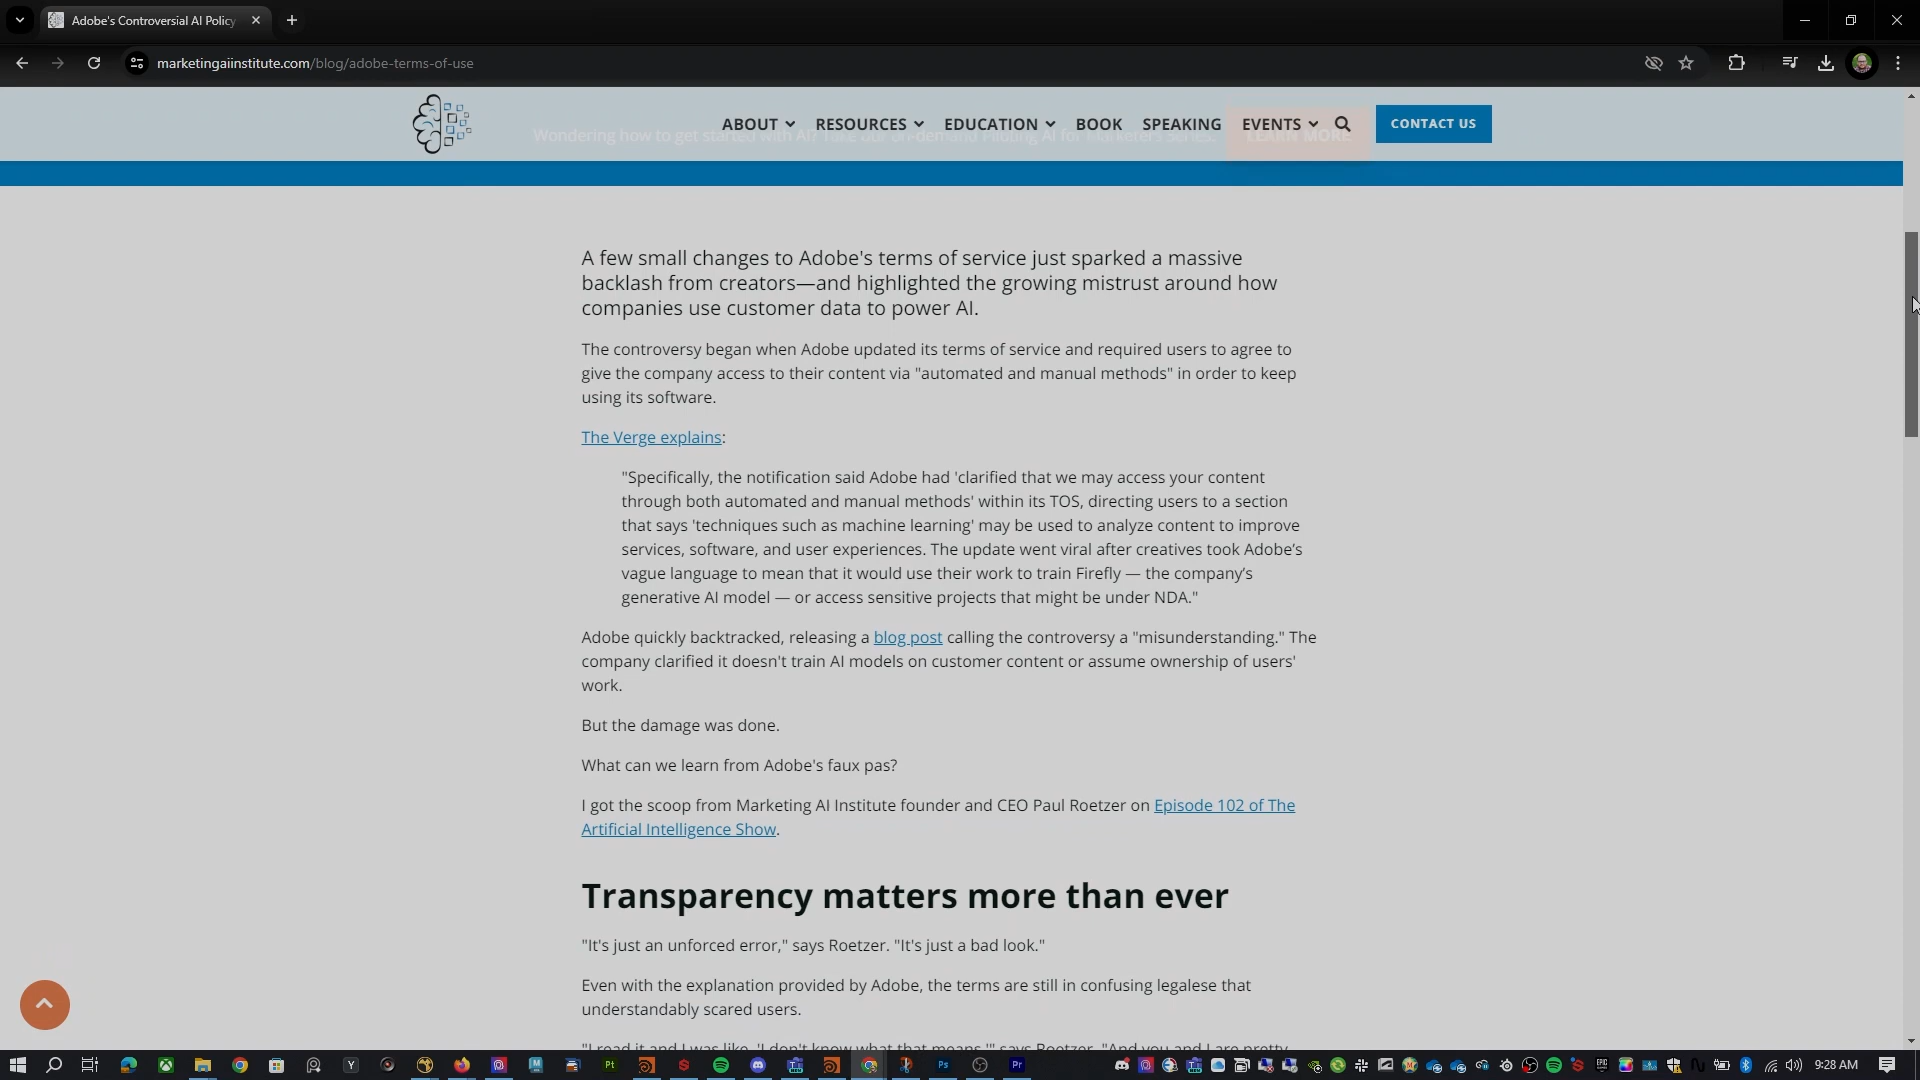 Adobe's Controversial AI Policy
marketingaiinstitute.com/blog/adobe-terms-of-use
ABOUT RESOURCES EDUCATION BOOK SPEAKING EVENTS CONTACT US
Wondering how to get started with AI? Take our on-demand Piloting AI for Marketers Series. LEARN MORE
A few small changes to Adobe's terms of service just sparked a massive
backlash from creators—and highlighted the growing mistrust around how
companies use customer data to power AI.
The controversy began when Adobe updated its terms of service and required users to agree to
give the company access to their content via "automated and manual methods" in order to keep
using its software.
The Verge explains:
"Specifically, the notification said Adobe had 'clarified that we may access your content
through both automated and manual methods' within its TOS, directing users to a section
that says 'techniques such as machine learning' may be used to analyze content to improve
services, software, and user experiences. The update went viral after creatives took Adobe’s
vague language to mean that it would use their work to train Firefly — the company’s
generative AI model — or access sensitive projects that might be under NDA."
Adobe quickly backtracked, releasing a blog post calling the controversy a "misunderstanding." The
company clarified it doesn't train AI models on customer content or assume ownership of users'
work.
But the damage was done.
What can we learn from Adobe's faux pas?
I got the scoop from Marketing AI Institute founder and CEO Paul Roetzer on Episode 102 of The
Artificial Intelligence Show.
Transparency matters more than ever
"It's just an unforced error," says Roetzer. "It's just a bad look."
Even with the explanation provided by Adobe, the terms are still in confusing legalese that
understandably scared users.
"I read it and I was like, 'I don't know what that means,'" says Roetzer. "And you and I are pretty
9:28 AM